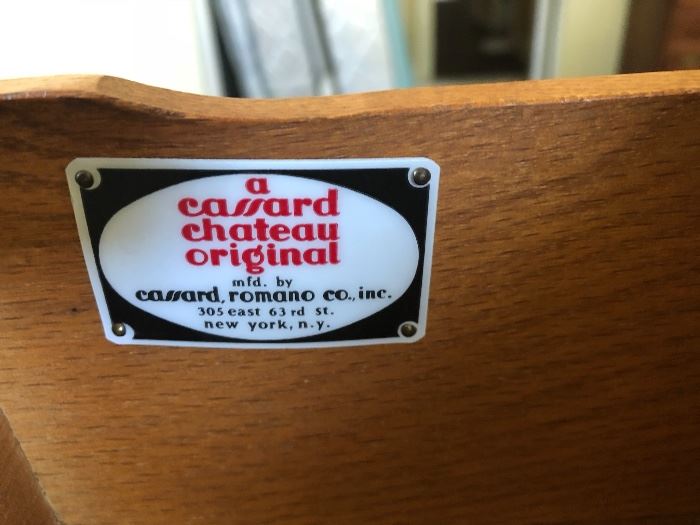 a
cassard
chateau
original
mfd. by
cassard, romano co., inc.
305 east 63 rd st.
new york, n.y.